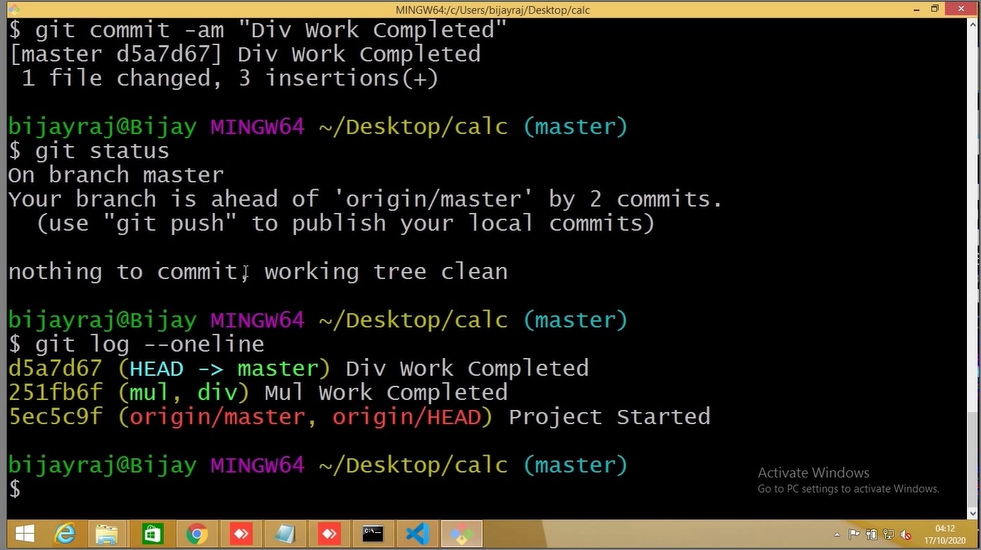 MINGW64:/c/Users/bijayraj/Desktop/calc
$ git commit -am "Div Work Completed"
[master d5a7d67] Div Work Completed
 1 file changed, 3 insertions(+)
bijayraj@Bijay MINGW64 ~/Desktop/calc (master)
$ git status
On branch master
Your branch is ahead of 'origin/master' by 2 commits.
  (use "git push" to publish your local commits)
nothing to commit, working tree clean
bijayraj@Bijay MINGW64 ~/Desktop/calc (master)
$ git log --oneline
d5a7d67 (HEAD -> master) Div Work Completed
251fb6f (mul, div) Mul Work Completed
5ec5c9f (origin/master, origin/HEAD) Project Started
bijayraj@Bijay MINGW64 ~/Desktop/calc (master)
$
Activate Windows
Go to PC settings to activate Windows.
04:12
17/10/2020